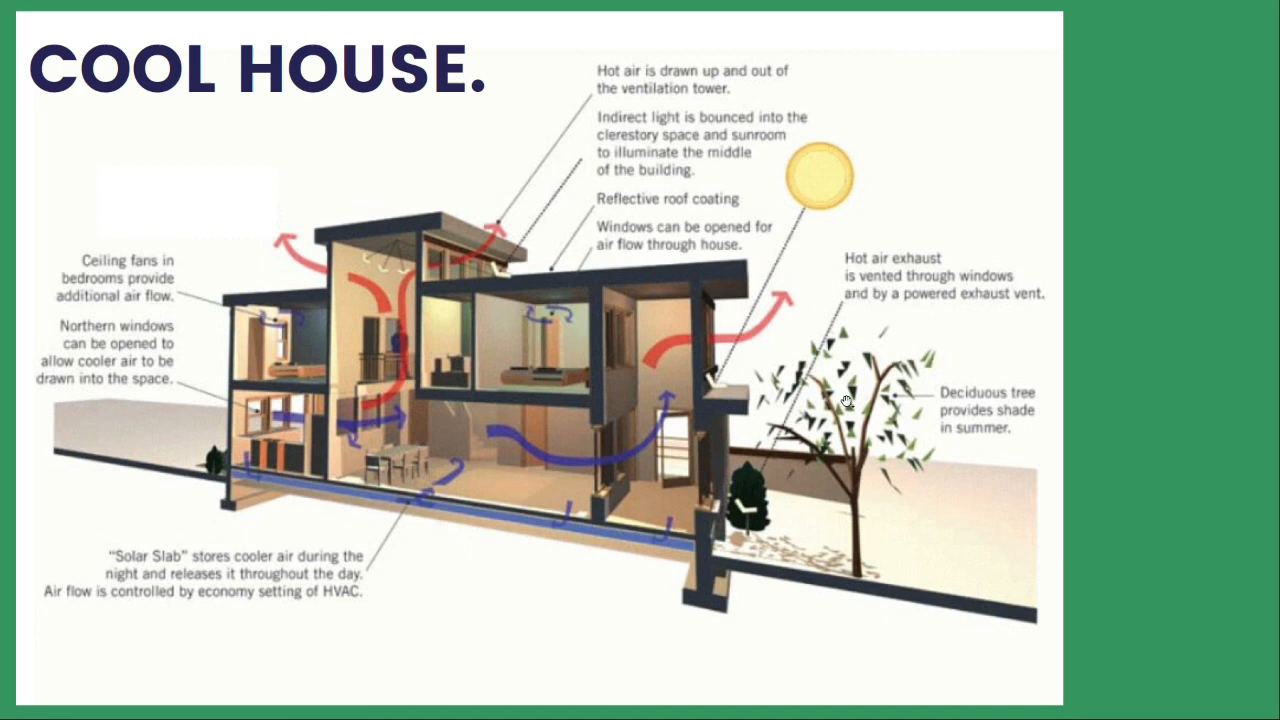 COOL HOUSE.
Hot air is drawn up and out of
the ventilation tower.
Indirect light is bounced into the
clerestory space and sunroom
to illuminate the middle
of the building.
Reflective roof coating
Windows can be opened for
air flow through house.
Hot air exhaust
is vented through windows
and by a powered exhaust vent.
Ceiling fans in
bedrooms provide
additional air flow.
Northern windows
can be opened to
allow cooler air to be
drawn into the space.
Deciduous tree
provides shade
in summer.
“Solar Slab” stores cooler air during the
night and releases it throughout the day.
Air flow is controlled by economy setting of HVAC.